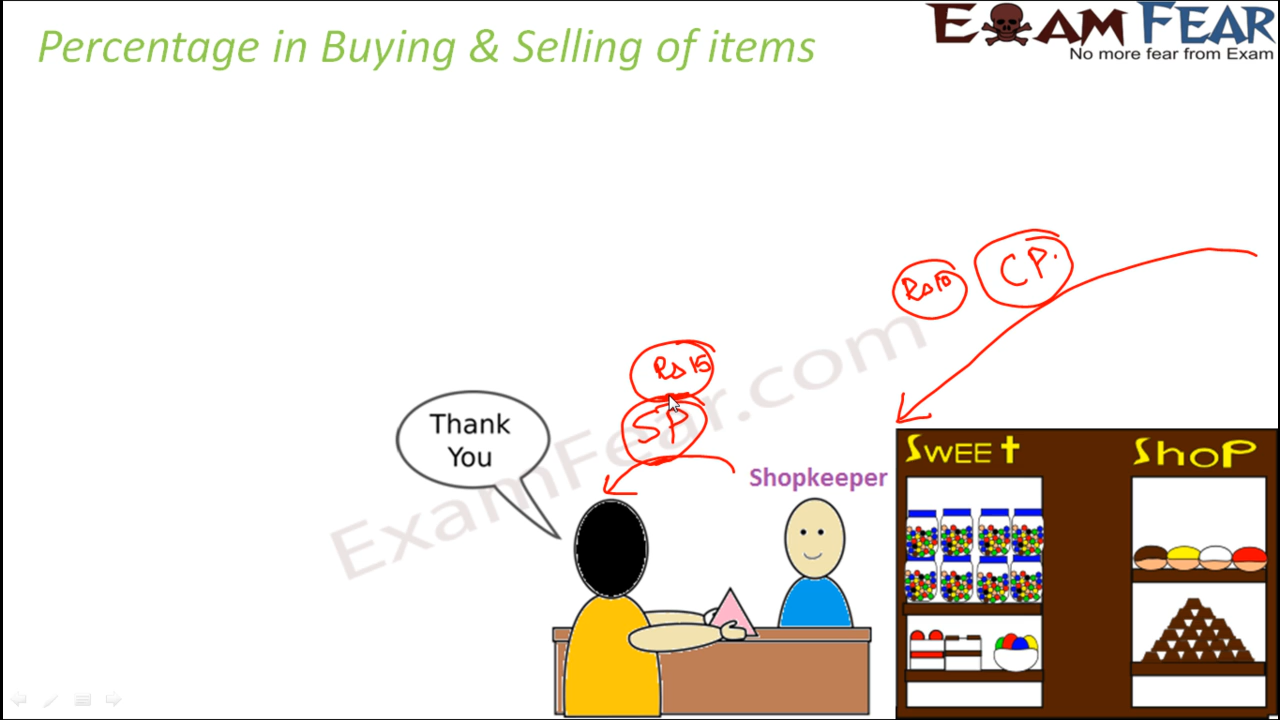 Percentage in Buying & Selling of items
EXAM FEAR
No more fear from Exam
CP.
Rs 10
Rs 15
SP
Thank
You
Shopkeeper
SWEET
ShoP
ExamFear.com